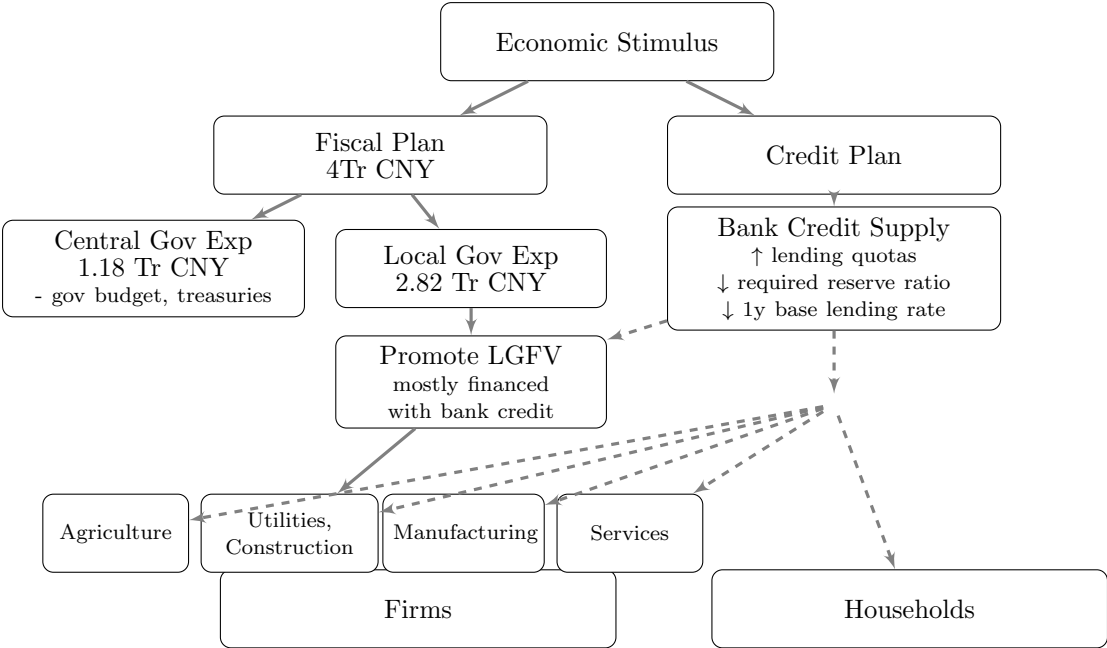 Economic Stimulus
Fiscal Plan
4Tr CNY
Credit Plan
Central Gov Exp
1.18 Tr CNY
- gov budget, treasuries
Local Gov Exp
2.82 Tr CNY
Bank Credit Supply
↑ lending quotas
↓ required reserve ratio
↓ 1y base lending rate
Promote LGFV
mostly financed
with bank credit
Agriculture
Utilities,
Construction
Manufacturing
Services
Firms
Households